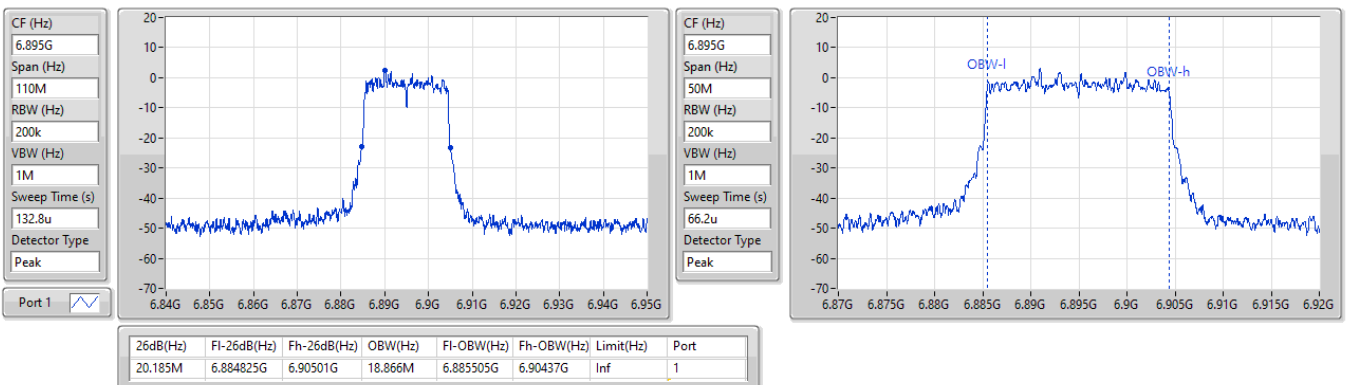 CF (Hz)
6.895G
Span (Hz)
110M
RBW (Hz)
200k
VBW (Hz)
1M
Sweep Time (s)
132.8u
Detector Type
Peak
Port 1
20-
10-
0-
-10-
-20-
-30-
-40-
-50-
-60-
-70-
6.84G 6.85G 6.86G 6.87G 6.88G 6.89G 6.9G 6.91G 6.92G 6.93G 6.94G 6.95G
CF (Hz)
6.895G
Span (Hz)
50M
RBW (Hz)
200k
VBW (Hz)
1M
Sweep Time (s)
66.2u
Detector Type
Peak
20-
10-
0-
-10-
-20-
-30-
-40-
-50-
-60-
-70-
OBW-l
OBW-h
6.87G 6.875G 6.88G 6.885G 6.89G 6.895G 6.9G 6.905G 6.91G 6.915G 6.92G
26dB(Hz) Fl-26dB(Hz) Fh-26dB(Hz) OBW(Hz) Fl-OBW(Hz) Fh-OBW(Hz) Limit(Hz) Port
20.185M 6.884825G 6.90501G 18.866M 6.885505G 6.90437G Inf 1